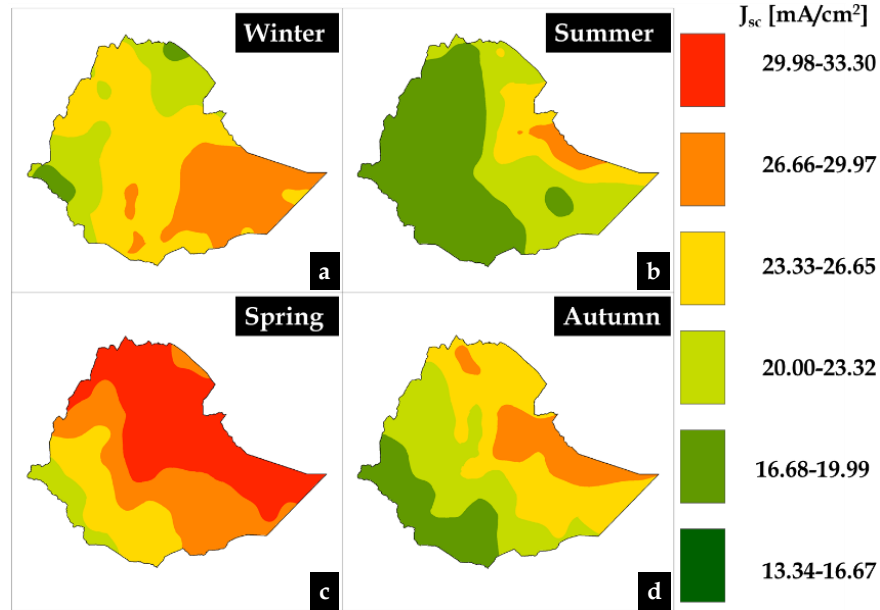 Winter
a
Summer
b
Spring
c
Autumn
d
Jsc [mA/cm²]
29.98-33.30
26.66-29.97
23.33-26.65
20.00-23.32
16.68-19.99
13.34-16.67